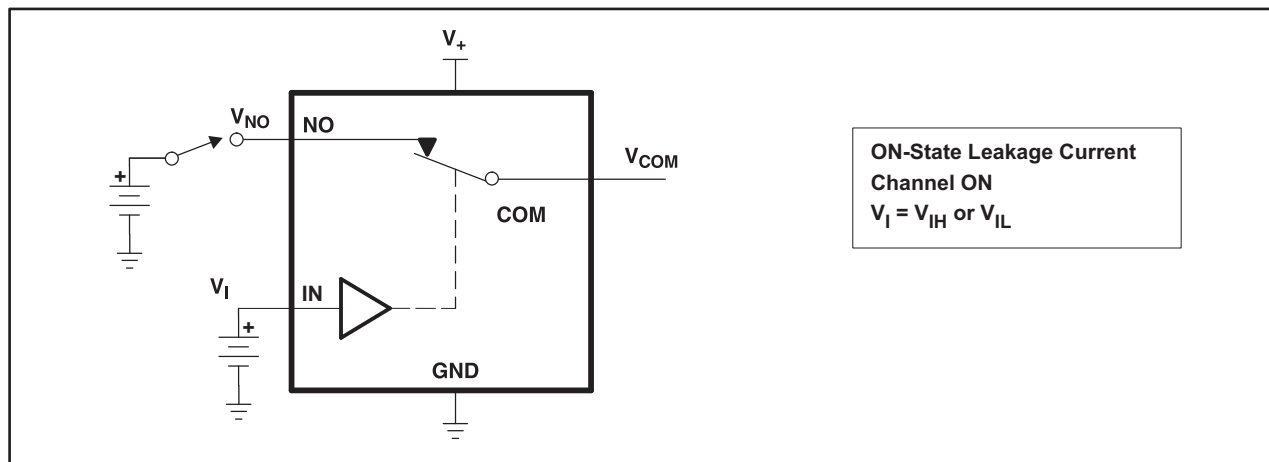 V+
VNO
NO
+
VCOM
COM
VI
IN
+
GND
ON-State Leakage Current
Channel ON
VI = VIH or VIL